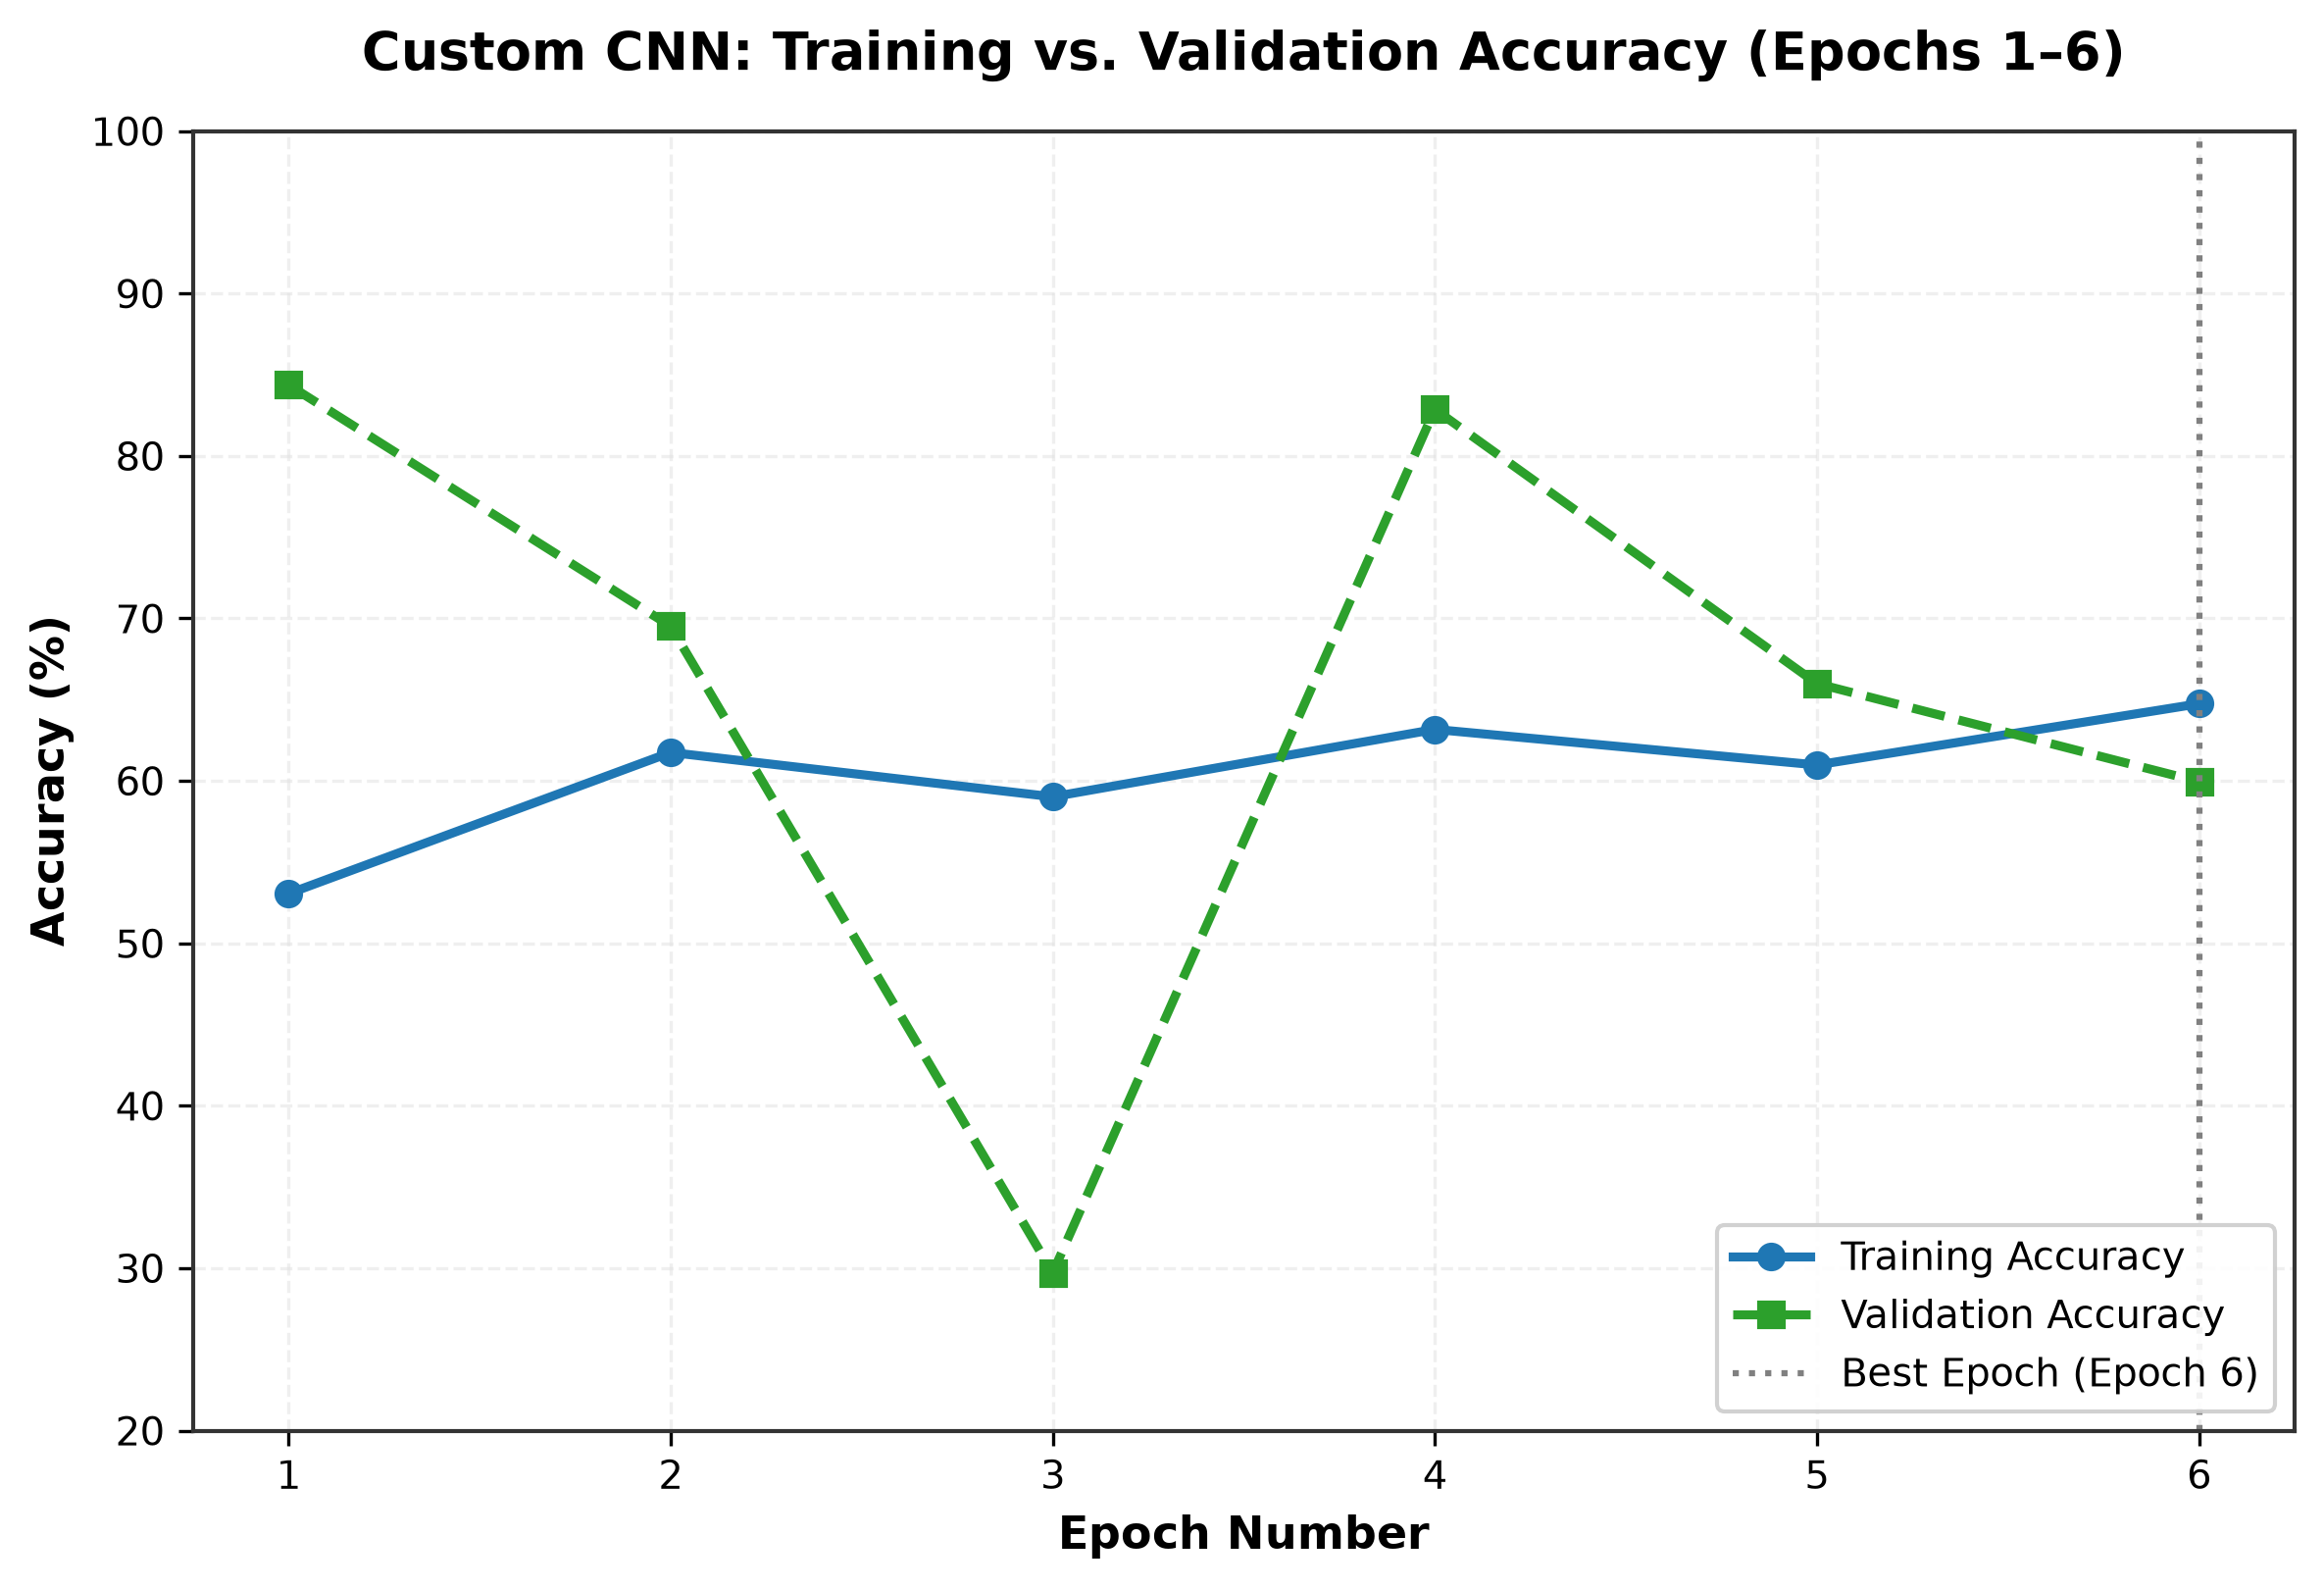 Custom CNN: Training vs. Validation Accuracy (Epochs 1–6)
100
90
80
70
60
50
40
30
20
Accuracy (%)
Training Accuracy
Validation Accuracy
Best Epoch (Epoch 6)
1 2 3 4 5 6
Epoch Number